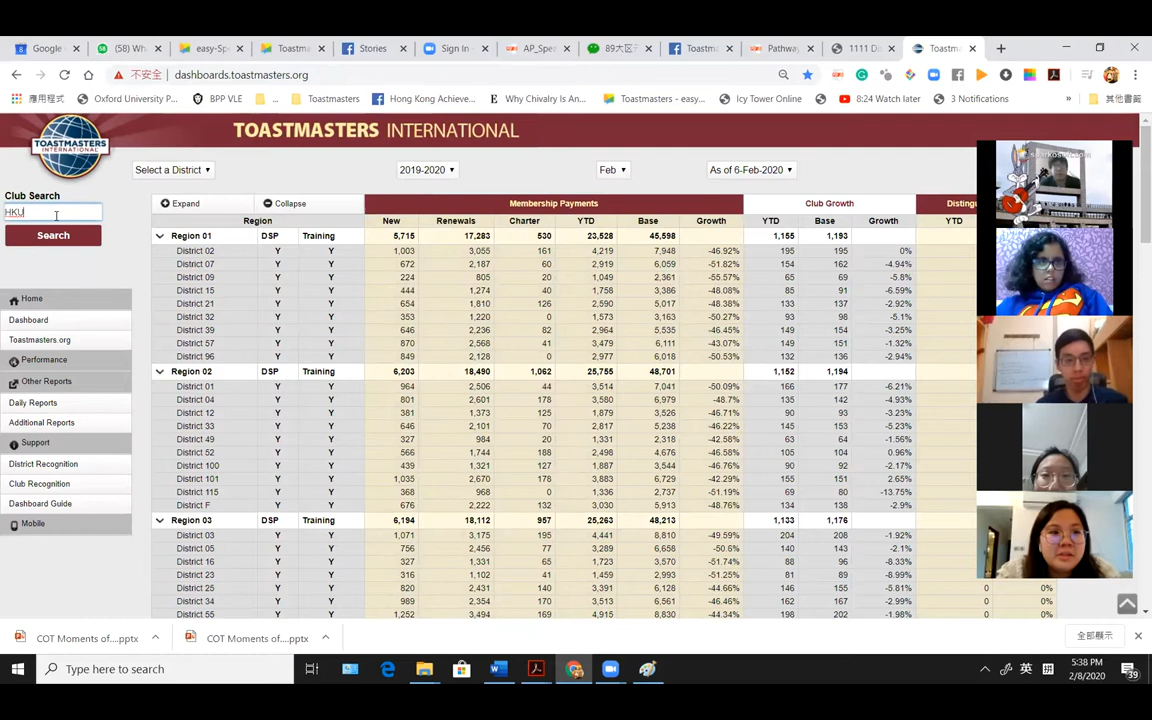 Google
(58) Wh
easy-Sp
Toastma
Stories
Sign In -
AP_Spe
89大区
Toastm
Pathway
1111 Di
Toastm
不安全 dashboards.toastmasters.org
應用程式
Oxford University P...
BPP VLE
...
Toastmasters
Hong Kong Achieve...
Why Chivalry Is An...
Toastmasters - easy...
Icy Tower Online
8:24 Watch later
3 Notifications
»
其他書籤
TOASTMASTERS INTERNATIONAL
TOASTMASTERS
INTERNATIONAL
Select a District
2019-2020
Feb
As of 6-Feb-2020
Club Search
HKU
Search
Home
Dashboard
Toastmasters.org
Performance
Other Reports
Daily Reports
Additional Reports
Support
District Recognition
Club Recognition
Dashboard Guide
Mobile
Expand Collapse Membership Payments Club Growth Distingu
Region New Renewals Charter YTD Base Growth YTD Base Growth YTD
Region 01 DSP Training 5,715 17,283 530 23,528 45,598 1,155 1,193
District 02 Y Y 1,003 3,055 161 4,219 7,948 -46.92% 195 195 0%
District 07 Y Y 672 2,187 60 2,919 6,059 -51.82% 154 162 -4.94%
District 09 Y Y 224 805 20 1,049 2,361 -55.57% 65 69 -5.8%
District 15 Y Y 444 1,274 40 1,758 3,386 -48.08% 85 91 -6.59%
District 21 Y Y 654 1,810 126 2,590 5,017 -48.38% 133 137 -2.92%
District 32 Y Y 353 1,220 0 1,573 3,163 -50.27% 93 98 -5.1%
District 39 Y Y 646 2,236 82 2,964 5,535 -46.45% 149 154 -3.25%
District 57 Y Y 870 2,568 41 3,479 6,111 -43.07% 149 151 -1.32%
District 96 Y Y 849 2,128 0 2,977 6,018 -50.53% 132 136 -2.94%
Region 02 DSP Training 6,203 18,490 1,062 25,755 48,701 1,152 1,194
District 01 Y Y 964 2,506 44 3,514 7,041 -50.09% 166 177 -6.21%
District 04 Y Y 801 2,601 178 3,580 6,979 -48.7% 135 142 -4.93%
District 12 Y Y 381 1,373 125 1,879 3,526 -46.71% 90 93 -3.23%
District 33 Y Y 646 2,101 70 2,817 5,238 -46.22% 145 153 -5.23%
District 49 Y Y 327 984 20 1,331 2,318 -42.58% 63 64 -1.56%
District 52 Y Y 566 1,744 188 2,498 4,676 -46.58% 105 104 0.96%
District 100 Y Y 439 1,321 127 1,887 3,544 -46.76% 90 92 -2.17%
District 101 Y Y 1,035 2,670 178 3,883 6,729 -42.29% 155 151 2.65%
District 115 Y Y 368 968 0 1,336 2,737 -51.19% 69 80 -13.75%
District F Y Y 676 2,222 132 3,030 5,913 -48.76% 134 138 -2.9%
Region 03 DSP Training 6,194 18,112 957 25,263 48,213 1,133 1,176
District 03 Y Y 1,071 3,175 195 4,441 8,810 -49.59% 204 208 -1.92%
District 05 Y Y 756 2,456 77 3,289 6,658 -50.6% 140 143 -2.1%
District 16 Y Y 327 1,331 65 1,723 3,570 -51.74% 88 96 -8.33%
District 23 Y Y 316 1,102 41 1,459 2,993 -51.25% 81 89 -8.99%
District 25 Y Y 820 2,431 87 3,338 6,032 -44.66% 146 155 -5.81% 0 0%
District 34 Y Y 989 2,354 170 3,513 6,561 -46.46% 162 167 -2.99% 0 0%
District 55 Y Y 1,252 3,494 169 4,915 8,830 -44.34% 198 202 -1.98% 0 0%
COT Moments of....pptx
COT Moments of....pptx
全部顯示
Type here to search
英
拼
5:38 PM
2/8/2020
39